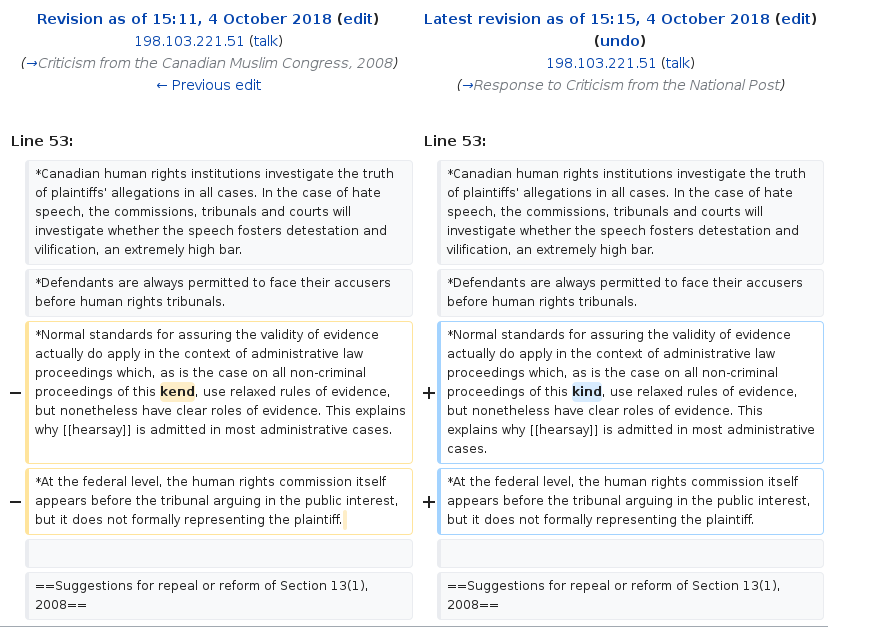 Revision as of 15:11, 4 October 2018 (edit)
198.103.221.51 (talk)
(→Criticism from the Canadian Muslim Congress, 2008)
← Previous edit
Latest revision as of 15:15, 4 October 2018 (edit)
(undo)
198.103.221.51 (talk)
(→Response to Criticism from the National Post)
Line 53:
Line 53:
*Canadian human rights institutions investigate the truth
of plaintiffs' allegations in all cases. In the case of hate
speech, the commissions, tribunals and courts will
investigate whether the speech fosters detestation and
vilification, an extremely high bar.
*Canadian human rights institutions investigate the truth
of plaintiffs' allegations in all cases. In the case of hate
speech, the commissions, tribunals and courts will
investigate whether the speech fosters detestation and
vilification, an extremely high bar.
*Defendants are always permitted to face their accusers
before human rights tribunals.
*Defendants are always permitted to face their accusers
before human rights tribunals.
− *Normal standards for assuring the validity of evidence
actually do apply in the context of administrative law
proceedings which, as is the case on all non-criminal
proceedings of this kend, use relaxed rules of evidence,
but nonetheless have clear roles of evidence. This explains
why [[hearsay]] is admitted in most administrative cases.
+ *Normal standards for assuring the validity of evidence
actually do apply in the context of administrative law
proceedings which, as is the case on all non-criminal
proceedings of this kind, use relaxed rules of evidence,
but nonetheless have clear roles of evidence. This
explains why [[hearsay]] is admitted in most administrative
cases.
− *At the federal level, the human rights commission itself
appears before the tribunal arguing in the public interest,
but it does not formally representing the plaintiff.
+ *At the federal level, the human rights commission itself
appears before the tribunal arguing in the public interest,
but it does not formally representing the plaintiff.
==Suggestions for repeal or reform of Section 13(1),
2008==
==Suggestions for repeal or reform of Section 13(1),
2008==